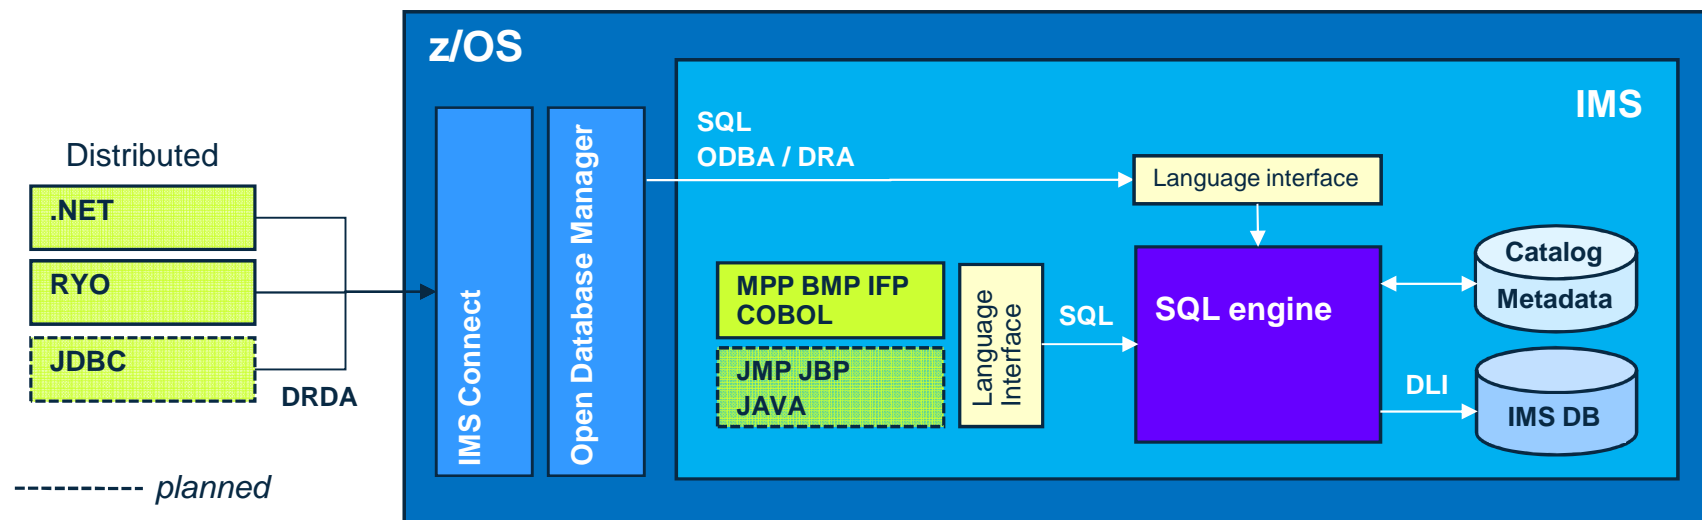 z/OS
IMS
Distributed
.NET
RYO
JDBC
DRDA
planned
IMS Connect
Open Database Manager
SQL
ODBA / DRA
Language interface
MPP BMP IFP
COBOL
JMP JBP
JAVA
Language
Interface
SQL
SQL engine
Catalog
Metadata
DLI
IMS DB